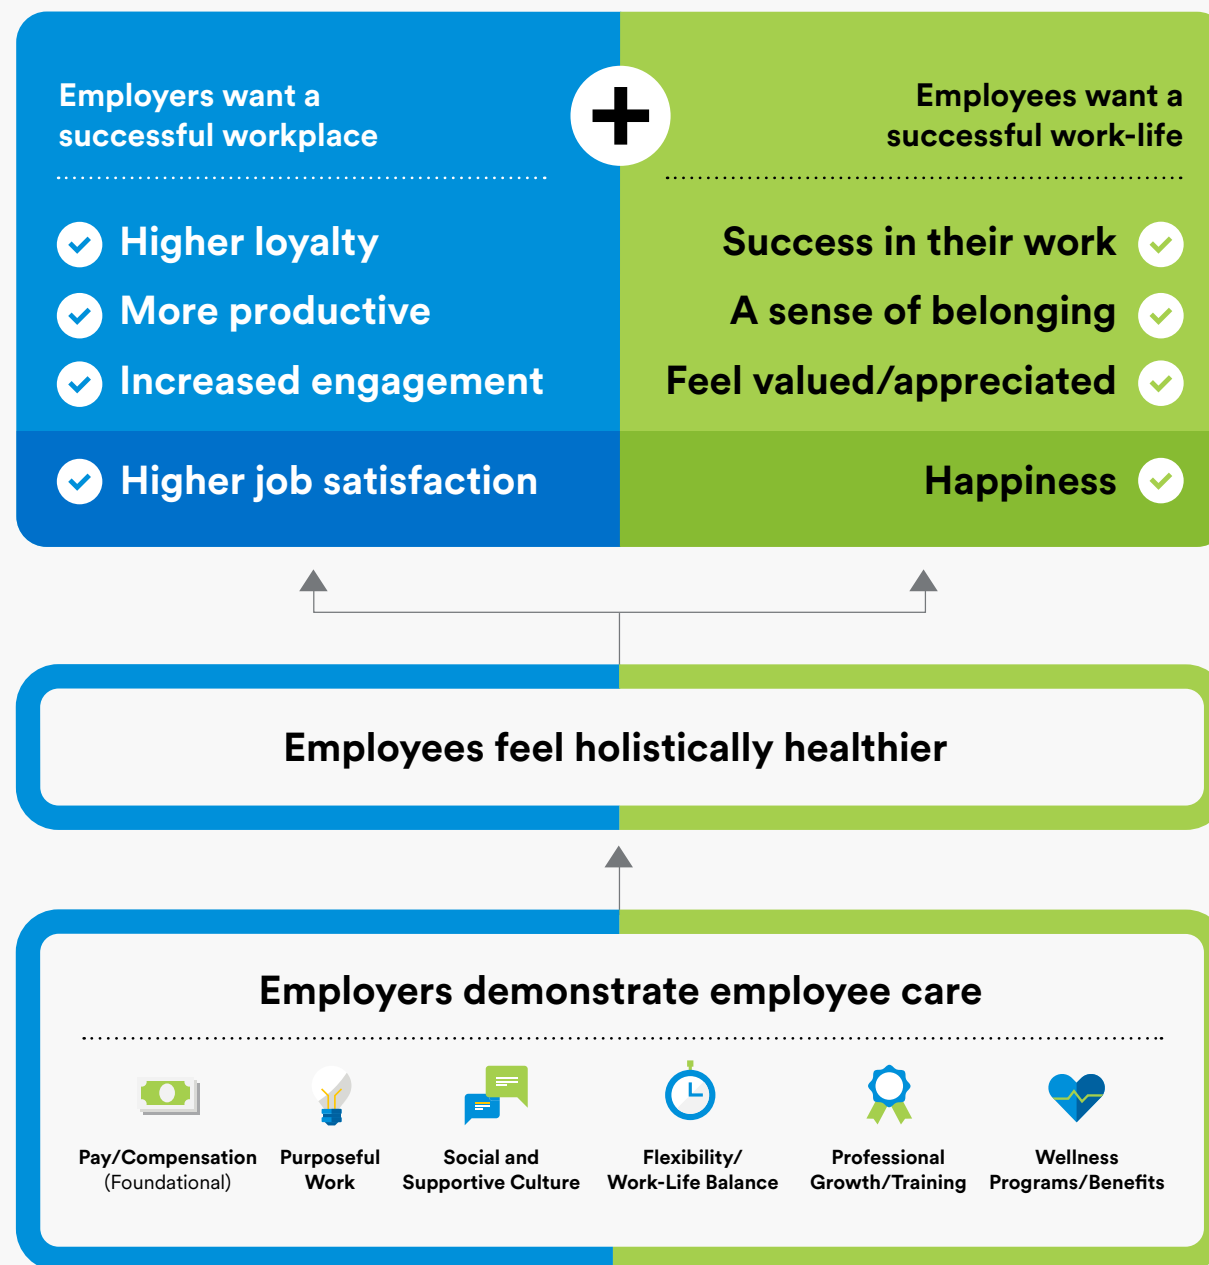 Employers want a
successful workplace
Higher loyalty
More productive
Increased engagement
Higher job satisfaction
Employees want a
successful work-life
Success in their work
A sense of belonging
Feel valued/appreciated
Happiness
Employees feel holistically healthier
Employers demonstrate employee care
Pay/Compensation
(Foundational)
Purposeful
Work
Social and
Supportive Culture
Flexibility/
Work-Life Balance
Professional
Growth/Training
Wellness
Programs/Benefits